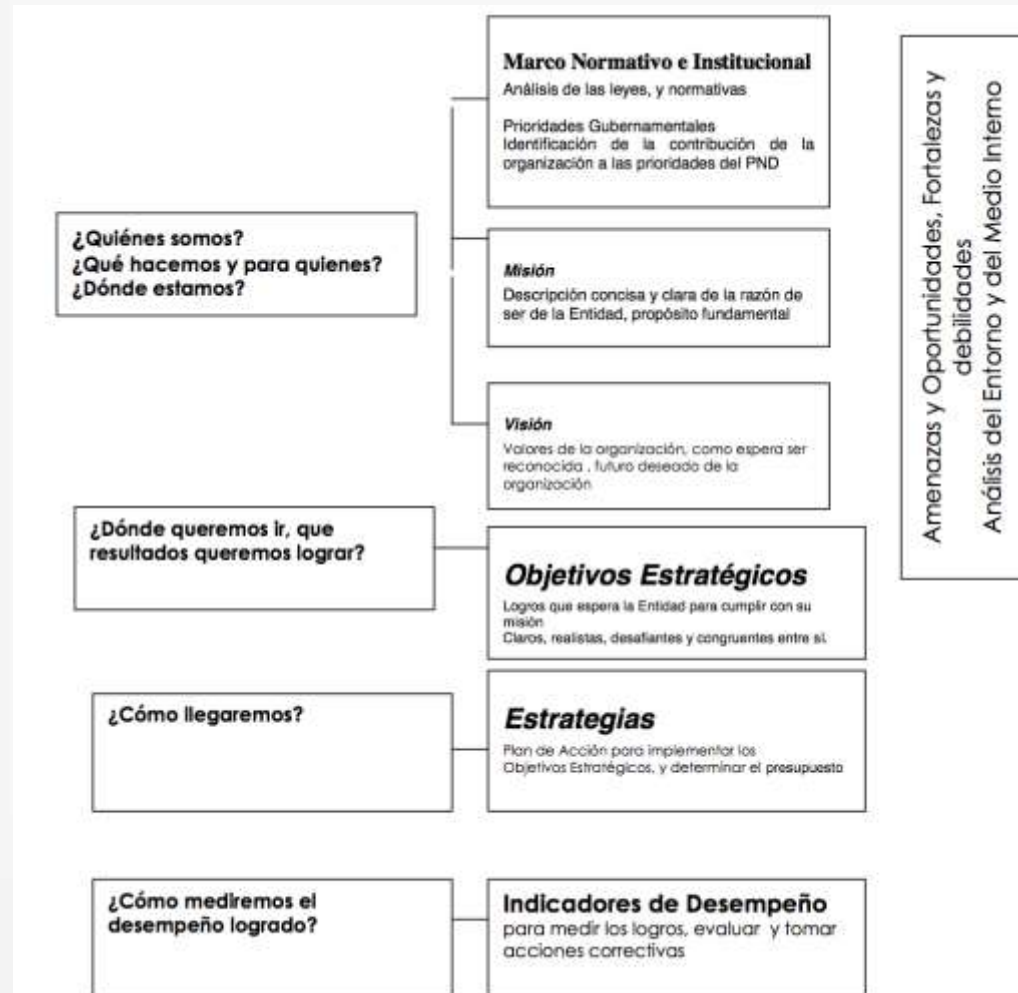 Marco Normativo e Institucional
Análisis de las leyes, y normativas
Prioridades Gubernamentales
Identificación de la contribución de la
organización a las prioridades del PND
¿Quiénes somos?
¿Qué hacemos y para quienes?
¿Dónde estamos?
Misión
Descripción concisa y clara de la razón de
ser de la Entidad, propósito fundamental
Visión
Valores de la organización, como espera ser
reconocida , futuro deseado de la
organización
¿Dónde queremos ir, que
resultados queremos lograr?
Objetivos Estratégicos
Logros que espera la Entidad para cumplir con su
misión
Claros, realistas, desafiantes y congruentes entre sí.
¿Cómo llegaremos?
Estrategias
Plan de Acción para implementar los
Objetivos Estratégicos, y determinar el presupuesto
¿Cómo mediremos el
desempeño logrado?
Indicadores de Desempeño
para medir los logros, evaluar y tomar
acciones correctivas
Amenazas y Oportunidades, Fortalezas y
debilidades
Análisis del Entorno y del Medio Interno